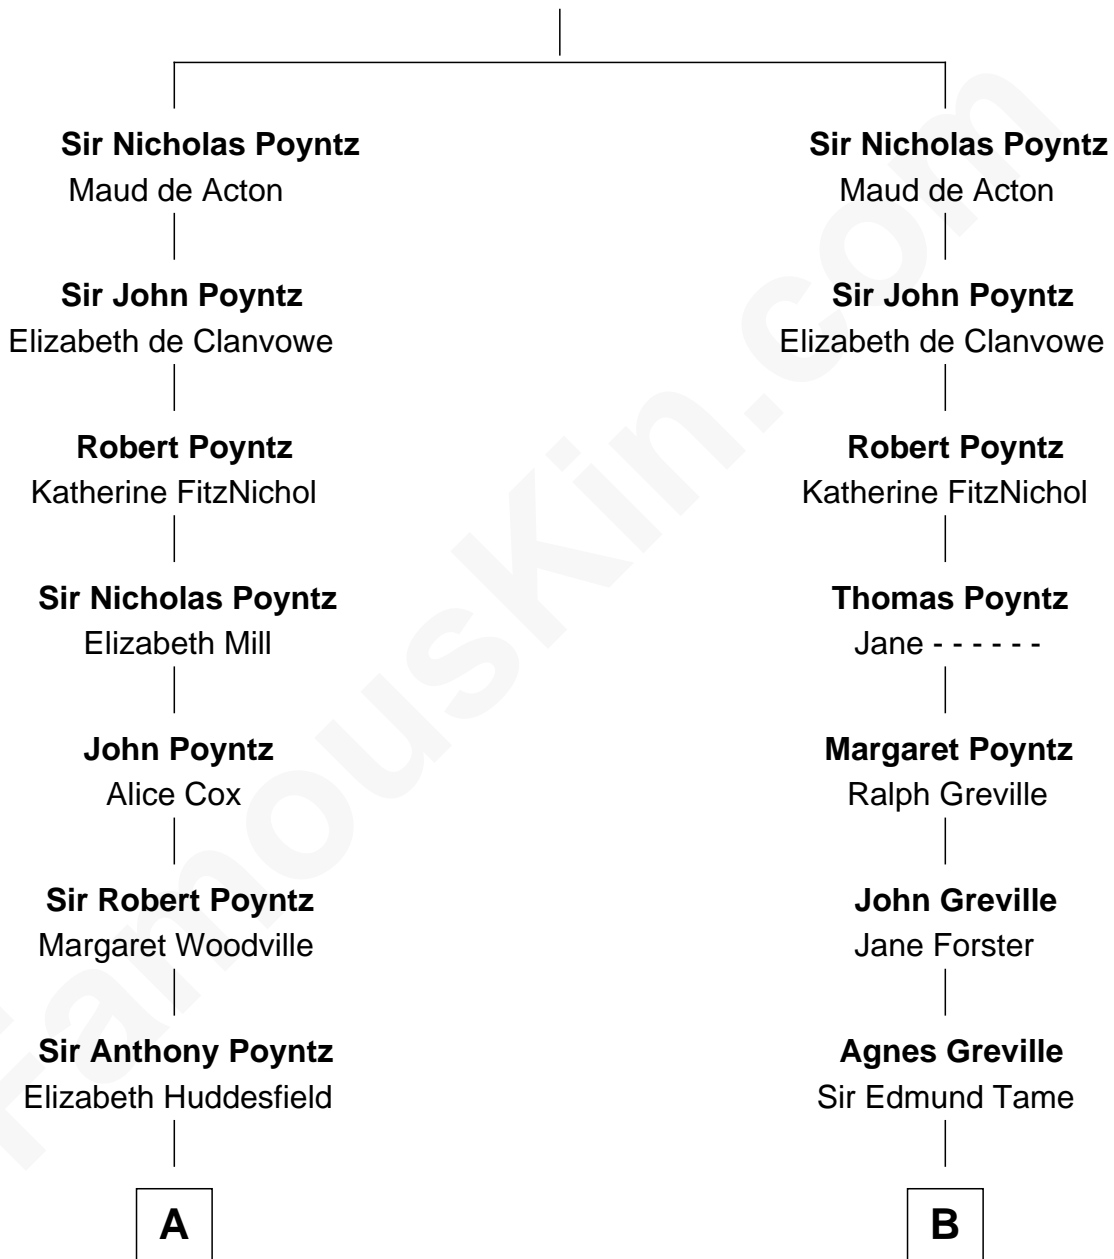 Sir Nicholas Poyntz
Maud de Acton
Sir John Poyntz
Elizabeth de Clanvowe
Robert Poyntz
Katherine FitzNichol
Sir Nicholas Poyntz
Elizabeth Mill
John Poyntz
Alice Cox
Sir Robert Poyntz
Margaret Woodville
Sir Anthony Poyntz
Elizabeth Huddesfield
A
Sir Nicholas Poyntz
Maud de Acton
Sir John Poyntz
Elizabeth de Clanvowe
Robert Poyntz
Katherine FitzNichol
Thomas Poyntz
Jane - - - - - -
Margaret Poyntz
Ralph Greville
John Greville
Jane Forster
Agnes Greville
Sir Edmund Tame
B
FamousKin.com